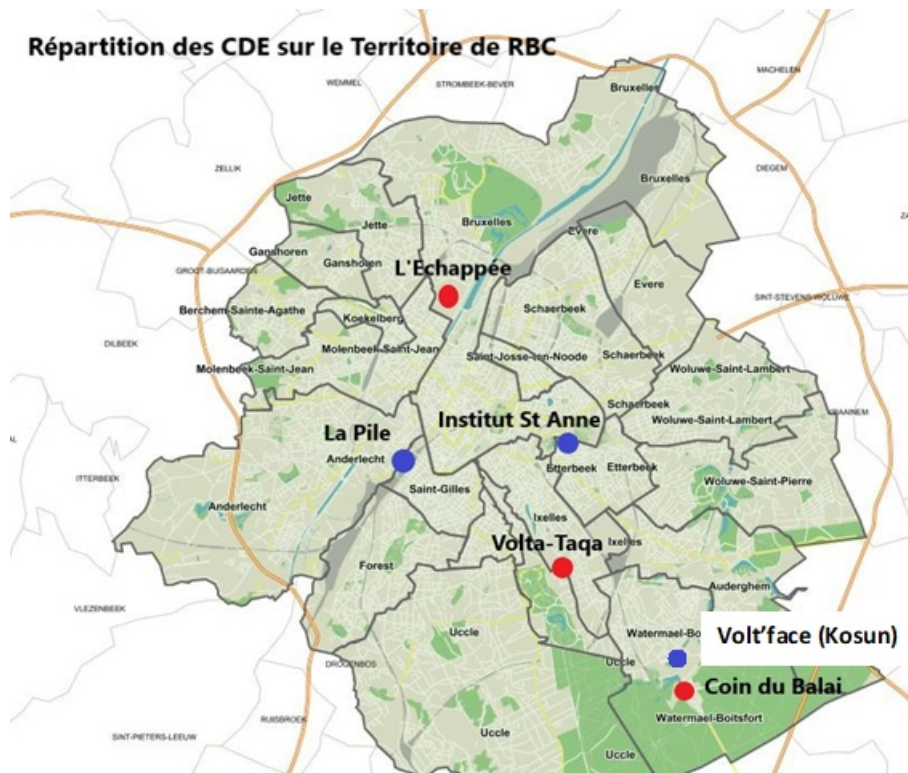 Répartition des CDE sur le Territoire de RBC
WEMMEL
STROMBEEK-BEVER
MACHELEN
Bruxelles
ZELLIK
DIEGEM
Bruxelles
Jette
Jette
Bruxelles
Evere
Ganshoren
Ganshoren
L'Echappée
GROOT-BIJGAARDEN
Evere
Berchem-Sainte-Agathe
Koekelberg
Schaerbeek
SINT-STEVENS WOLUWE
DILBEEK
Molenbeek-Saint-Jean
Saint-Josse-ten-Noode
Schaerbeek
Molenbeek-Saint-Jean
Woluwe-Saint-Lambert
Schaerbeek
Institut St Anne
Woluwe-Saint-Lambert
La Pile
Anderlecht
Etterbeek
Etterbeek
ITTERBEEK
Saint-Gilles
Woluwe-Saint-Pierre
Anderlecht
Ixelles
Volta-Taqa
Ixelles
Forest
Auderghem
VLEZENBEEK
Uccle
Volt'face (Kosun)
Uccle
DROGENBOS
Coin du Balai
RUISBROEK
Watermael-Boitsfort
SINT-PIETERS-LEEUW
Uccle
Uccle